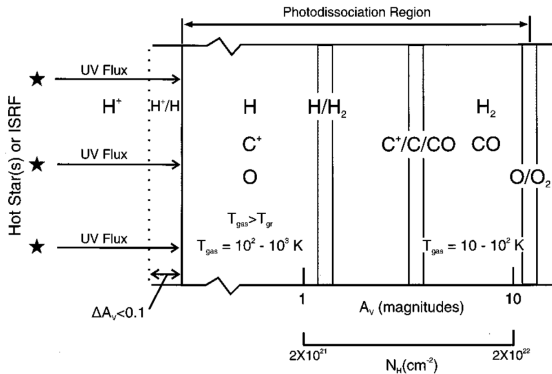 Photodissociation Region
Hot Star(s) or ISRF
UV Flux
H⁺
H⁺/H
H
H/H₂
H₂
UV Flux
C⁺
C⁺/C/CO
CO
O
O/O₂
T_gas>T_gr
UV Flux
T_gas = 10² - 10³ K
T_gas = 10 - 10² K
ΔA_V<0.1
1
A_V (magnitudes)
10
2X10²¹
2X10²²
N_H(cm⁻²)